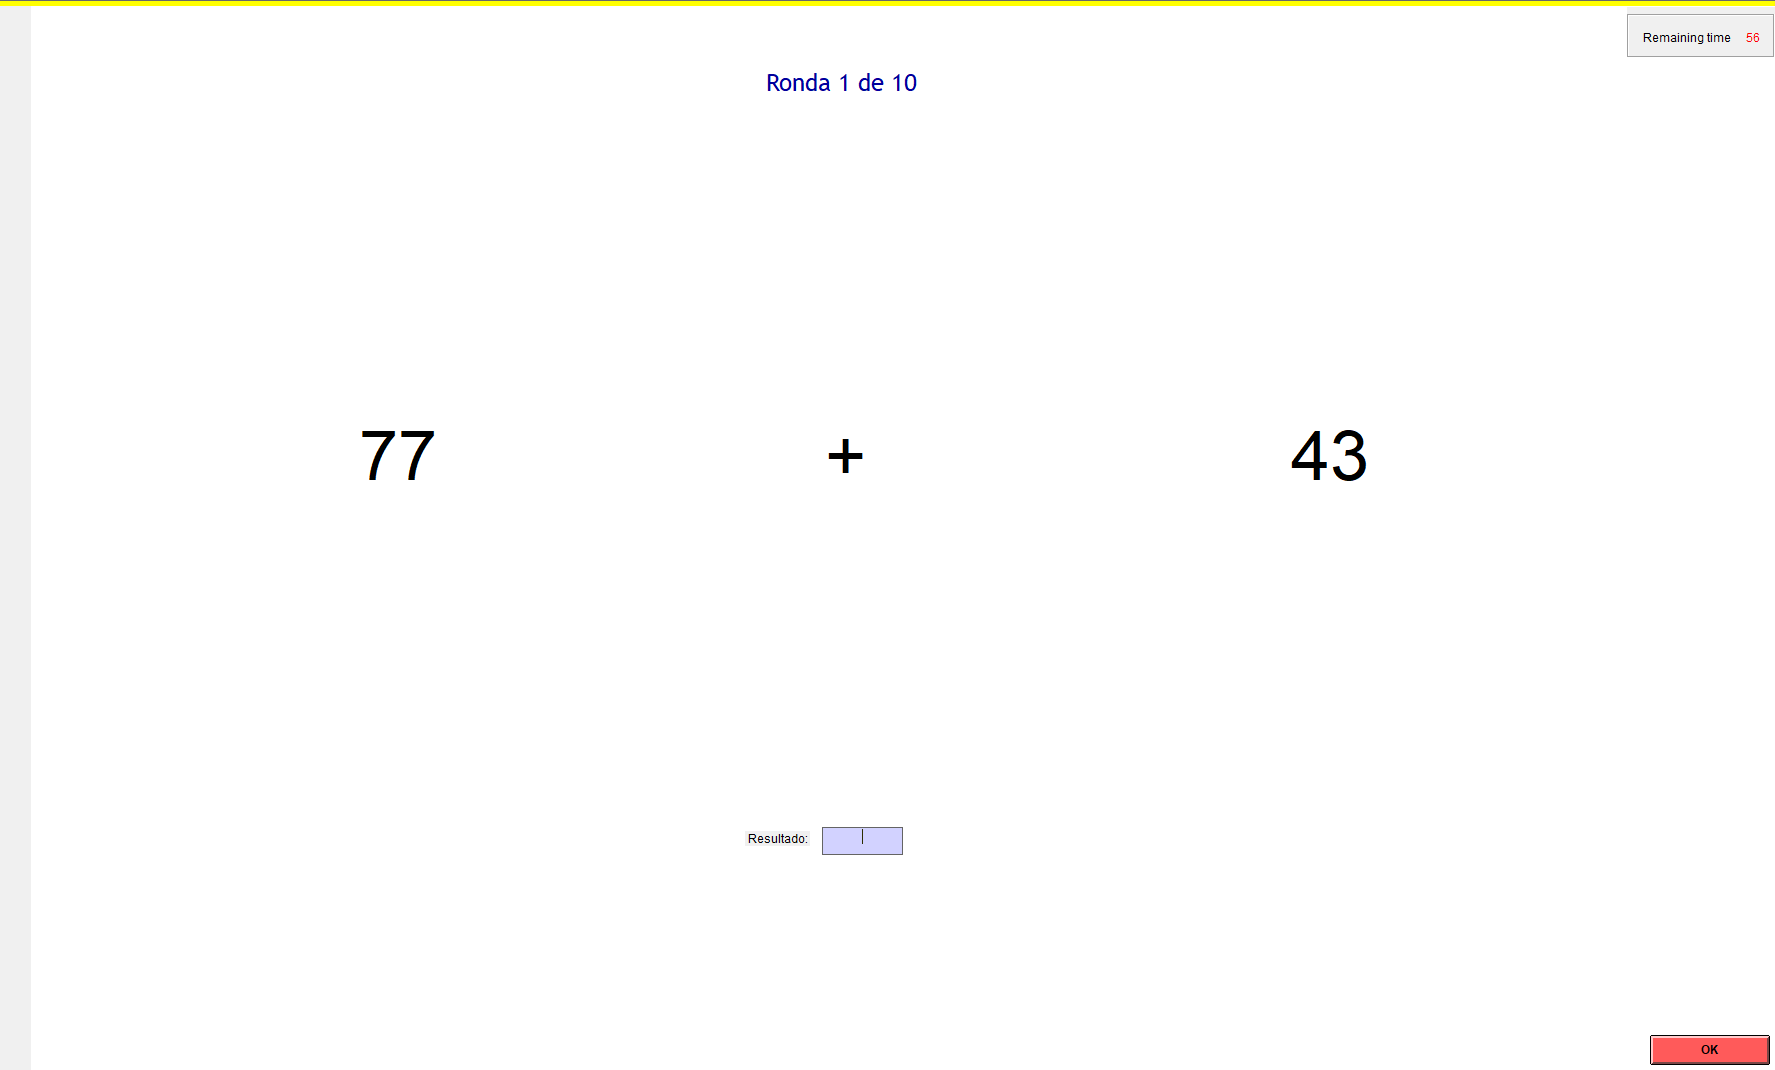 Remaining time 56
Ronda 1 de 10
77 + 43
Resultado:
OK